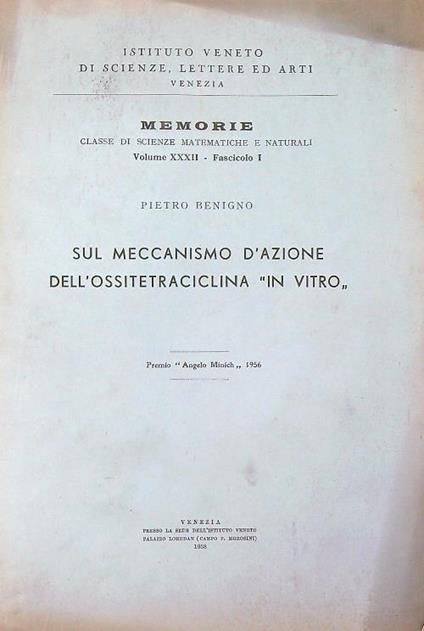 ISTITUTO VENETO
DI SCIENZE, LETTERE ED ARTI
VENEZIA
MEMORIE
CLASSE DI SCIENZE MATEMATICHE E NATURALI
Volume XXXII - Fascicolo I
PIETRO BENIGNO
SUL MECCANISMO D'AZIONE
DELL'OSSITETRACICLINA "IN VITRO„
Premio "Angelo Minich„ 1956
VENEZIA
PRESSO LA SEDE DELL'ISTITUTO VENETO
PALAZZO LOREDAN (CAMPO F. MOROSINI)
1958